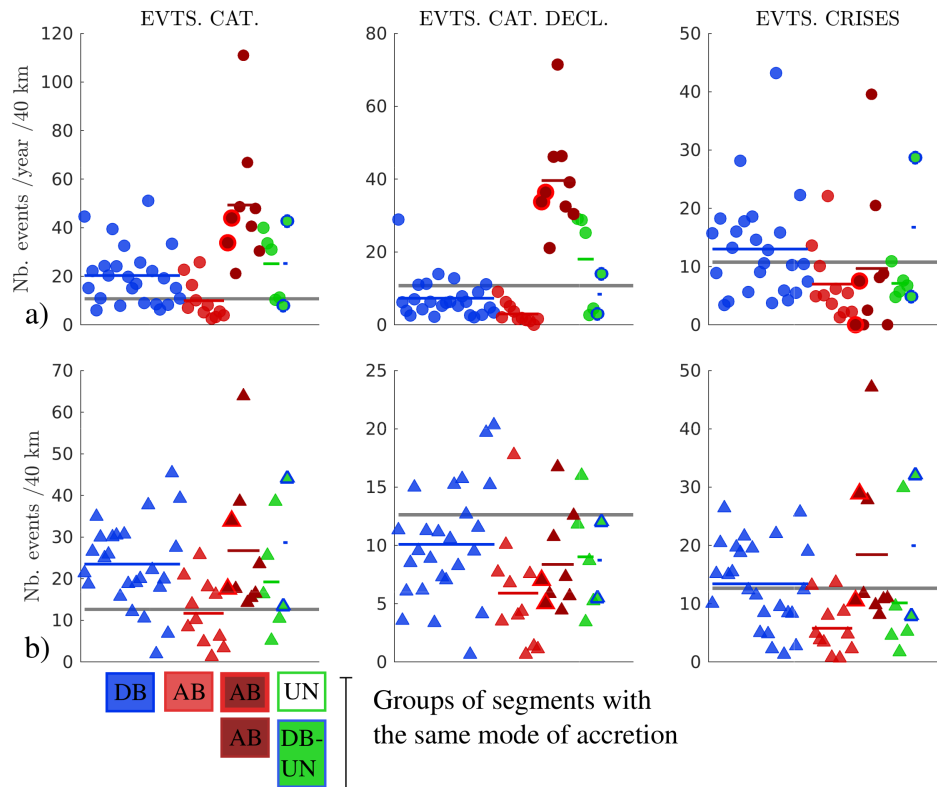 EVTS. CAT.
EVTS. CAT. DECL.
EVTS. CRISES
a)
Nb. events /year /40 km
120
100
80
60
40
20
0
80
60
40
20
0
50
40
30
20
10
0
b)
Nb. events /40 km
70
60
50
40
30
20
10
0
25
20
15
10
5
0
50
40
30
20
10
0
DB
AB
AB
UN
AB
DB-
UN
Groups of segments with
the same mode of accretion